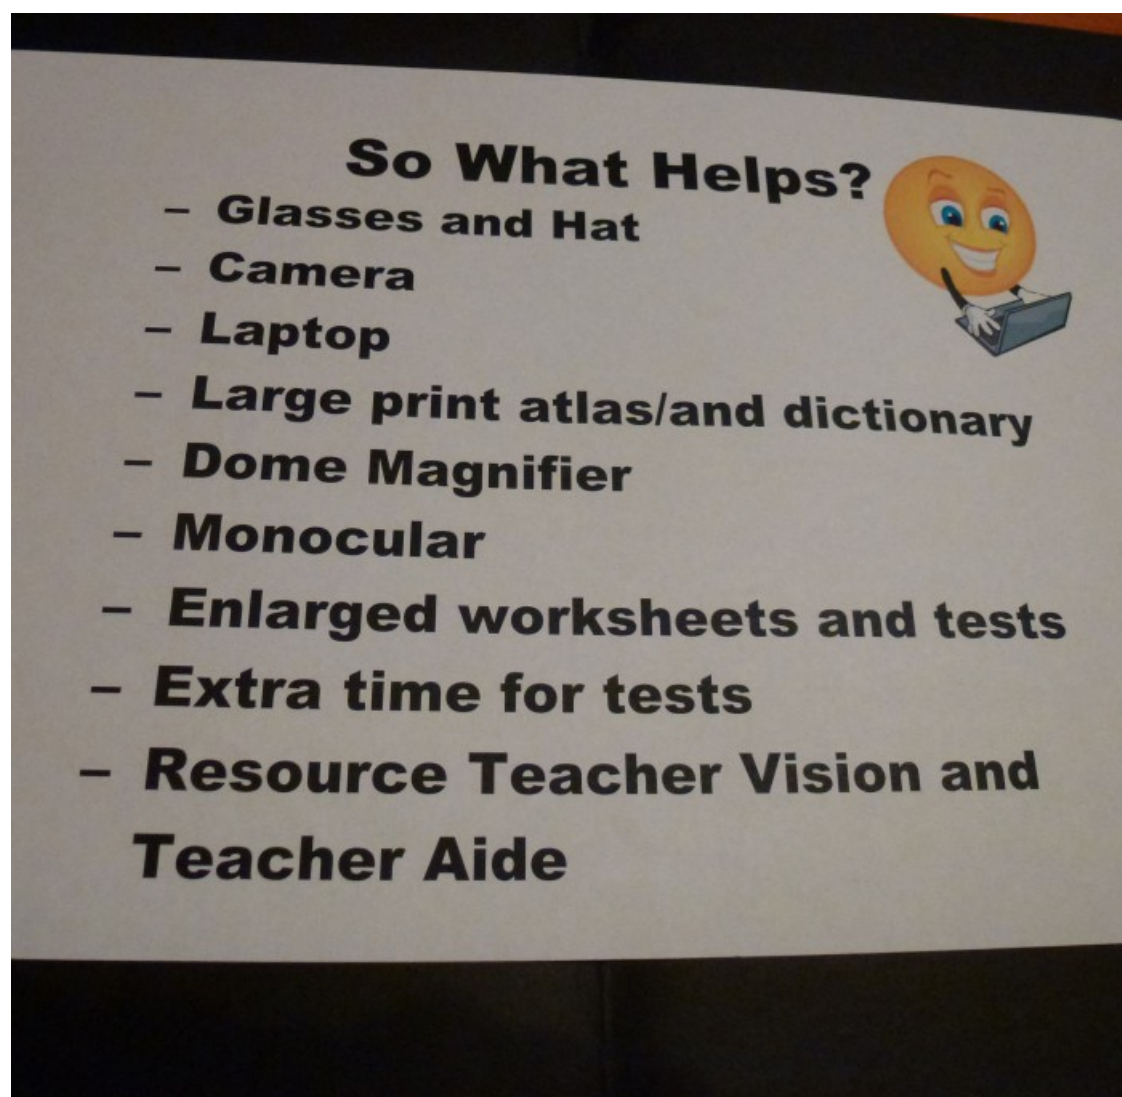 So What Helps?
– Glasses and Hat
– Camera
– Laptop
– Large print atlas/and dictionary
– Dome Magnifier
– Monocular
– Enlarged worksheets and tests
– Extra time for tests
– Resource Teacher Vision and
Teacher Aide